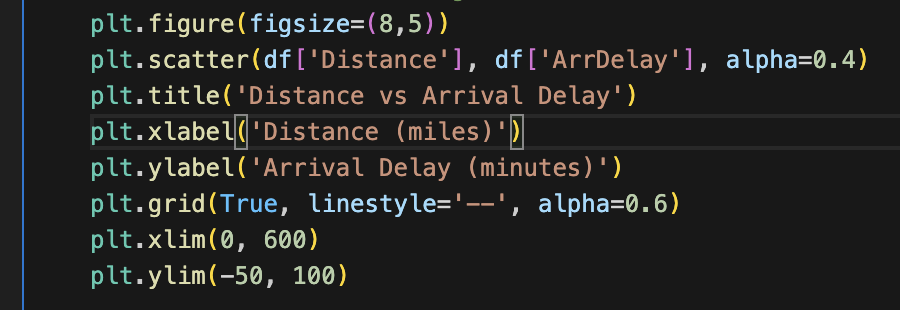 plt.figure(figsize=(8,5))
plt.scatter(df['Distance'], df['ArrDelay'], alpha=0.4)
plt.title('Distance vs Arrival Delay')
plt.xlabel('Distance (miles)')
plt.ylabel('Arrival Delay (minutes)')
plt.grid(True, linestyle='--', alpha=0.6)
plt.xlim(0, 600)
plt.ylim(-50, 100)